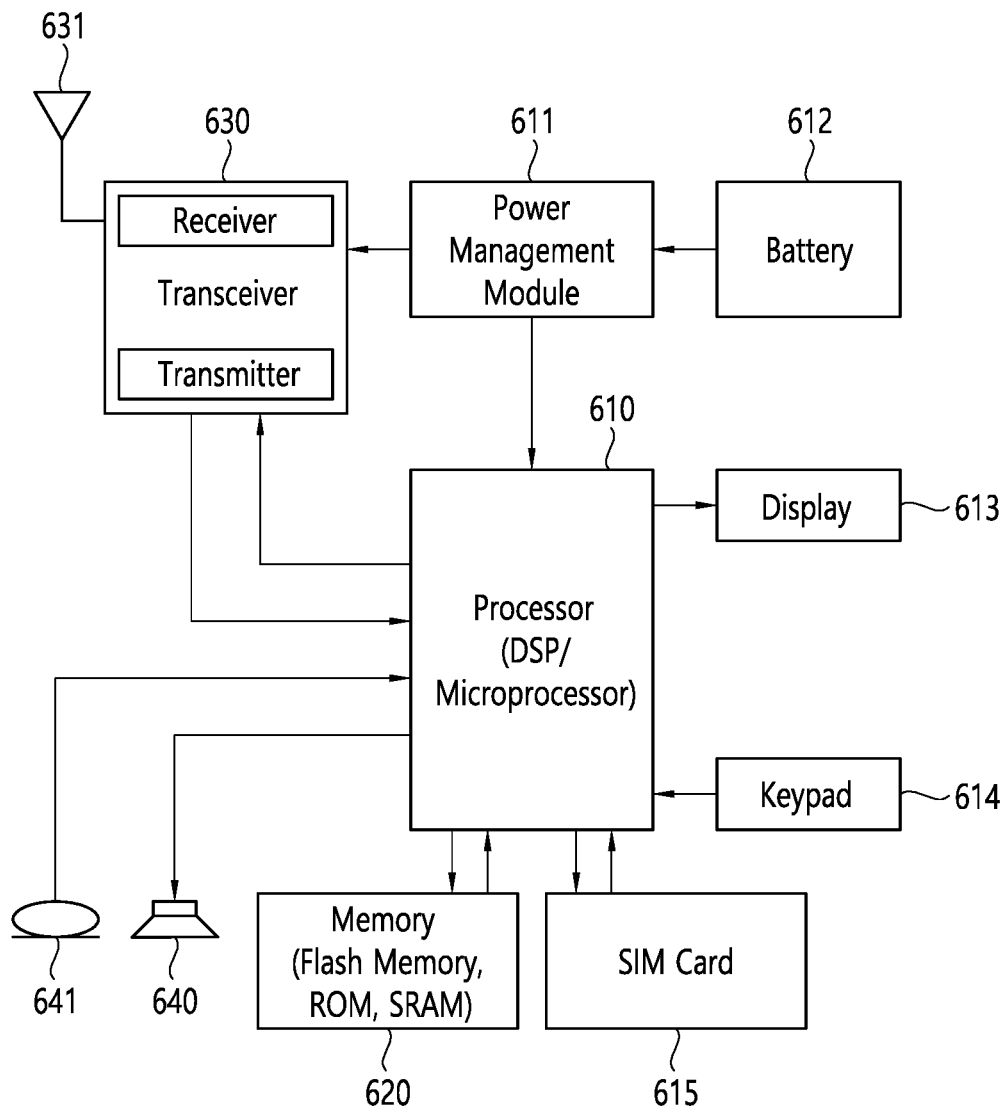 631
630
611
612
Receiver
Transceiver
Transmitter
Power
Management
Module
Battery
610
Display
613
Processor
(DSP/
Microprocessor)
Keypad
614
641
640
Memory
(Flash Memory,
ROM, SRAM)
SIM Card
620
615